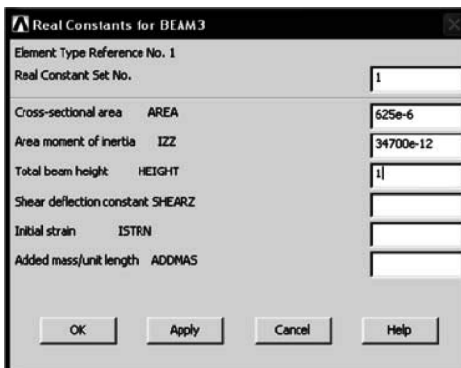 Real Constants for BEAM3
Element Type Reference No. 1
Real Constant Set No. 1
Cross-sectional area AREA 625e-6
Area moment of inertia IZZ 34700e-12
Total beam height HEIGHT 1
Shear deflection constant SHEARZ
Initial strain ISTRN
Added mass/unit length ADDMAS
OK Apply Cancel Help